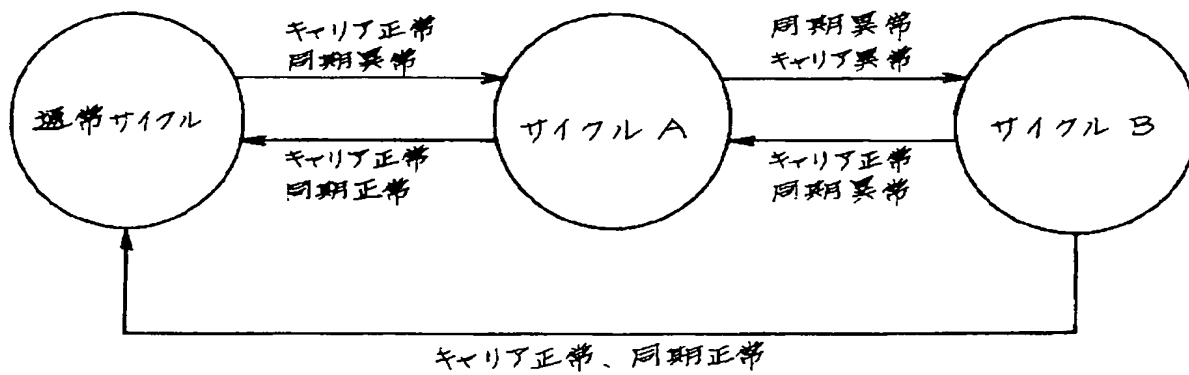 キャリア正常
同期異常
同期異常
キャリア異常
通常サイクル
サイクル A
サイクル B
キャリア正常
同期正常
キャリア正常
同期異常
キャリア正常、同期正常